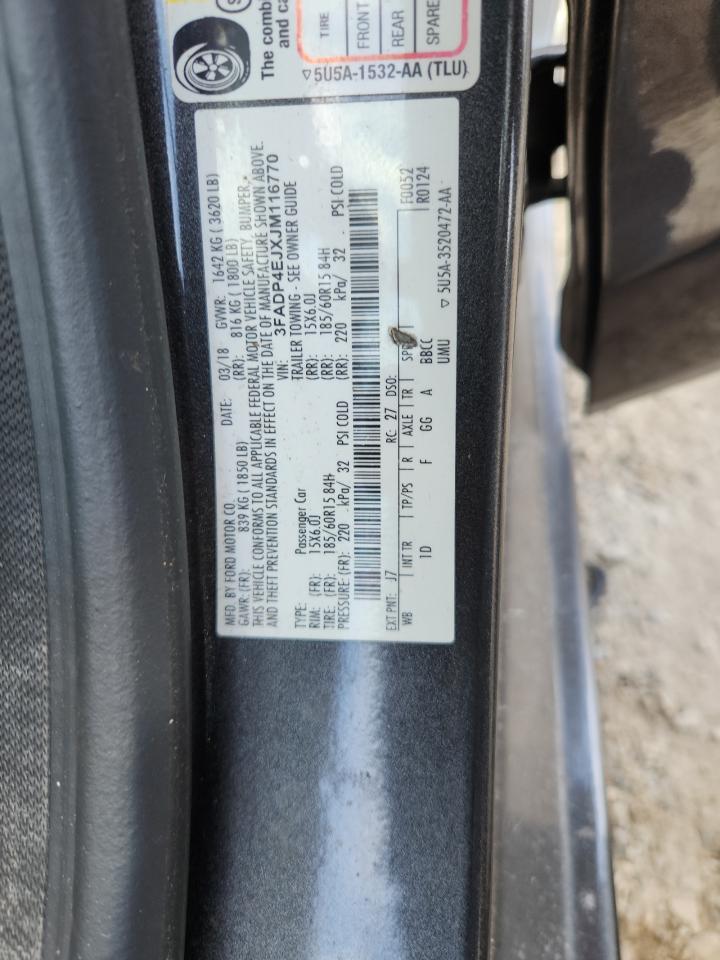 The combin
and ca
TIRE
FRONT
REAR
SPARE
▽5U5A-1532-AA (TLU)
MFD. BY FORD MOTOR CO. DATE: 03/18 GVWR: 1642 KG ( 3620 LB)
GAWR: (FR): 839 KG ( 1850 LB) (RR): 816 KG ( 1800 LB)
THIS VEHICLE CONFORMS TO ALL APPLICABLE FEDERAL MOTOR VEHICLE SAFETY, BUMPER,
AND THEFT PREVENTION STANDARDS IN EFFECT ON THE DATE OF MANUFACTURE SHOWN ABOVE.
VIN: 3FADP4EJXJM116770
TYPE: Passenger Car TRAILER TOWING - SEE OWNER GUIDE
RIM: (FR): 15X6.0J (RR): 15X6.0J
TIRE: (FR): 185/60R15 84H (RR): 185/60R15 84H
PRESSURE:(FR): 220 kPa/ 32 PSI COLD (RR): 220 kPa/ 32 PSI COLD
EXT PNT: J7 RC: 27 DSO: F0052
WB INT TR TP/PS R AXLE TR R0124
1D F GG A BBCC
UMU ▽5U5A-3520472-AA